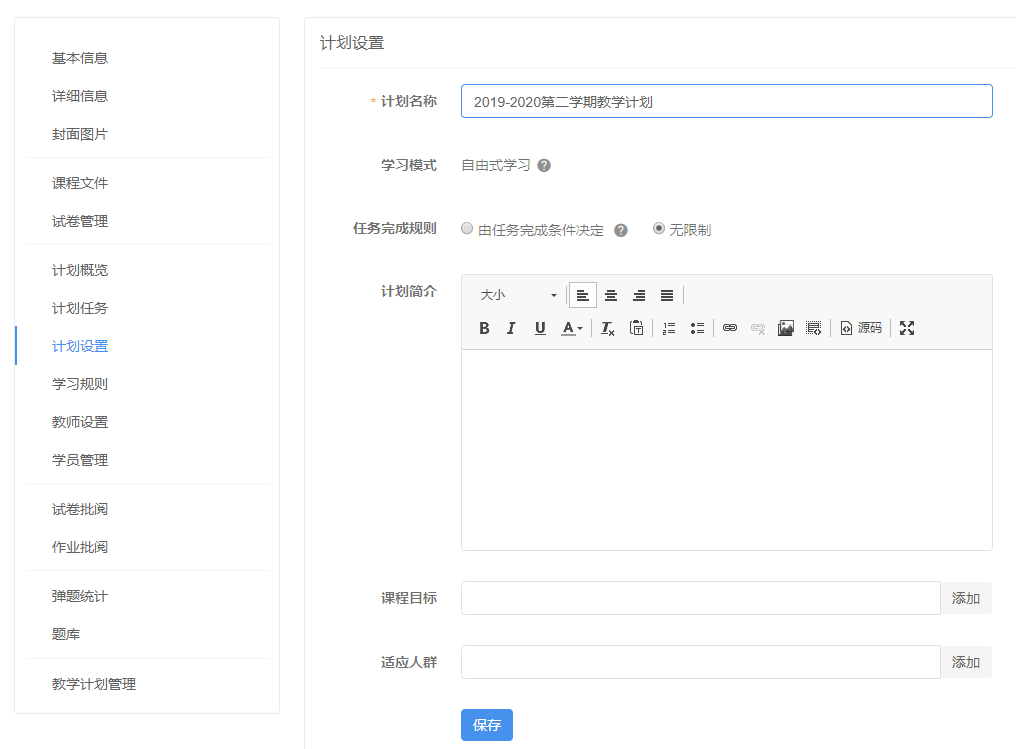 基本信息
详细信息
封面图片
课程文件
试卷管理
计划概览
计划任务
计划设置
学习规则
教师设置
学员管理
试卷批阅
作业批阅
弹题统计
题库
教学计划管理
计划设置
* 计划名称 2019-2020第二学期教学计划
学习模式 自由式学习 ?
任务完成规则 由任务完成条件决定 ? 无限制
计划简介 大小
B I U A Tx 源码
课程目标 添加
适应人群 添加
保存